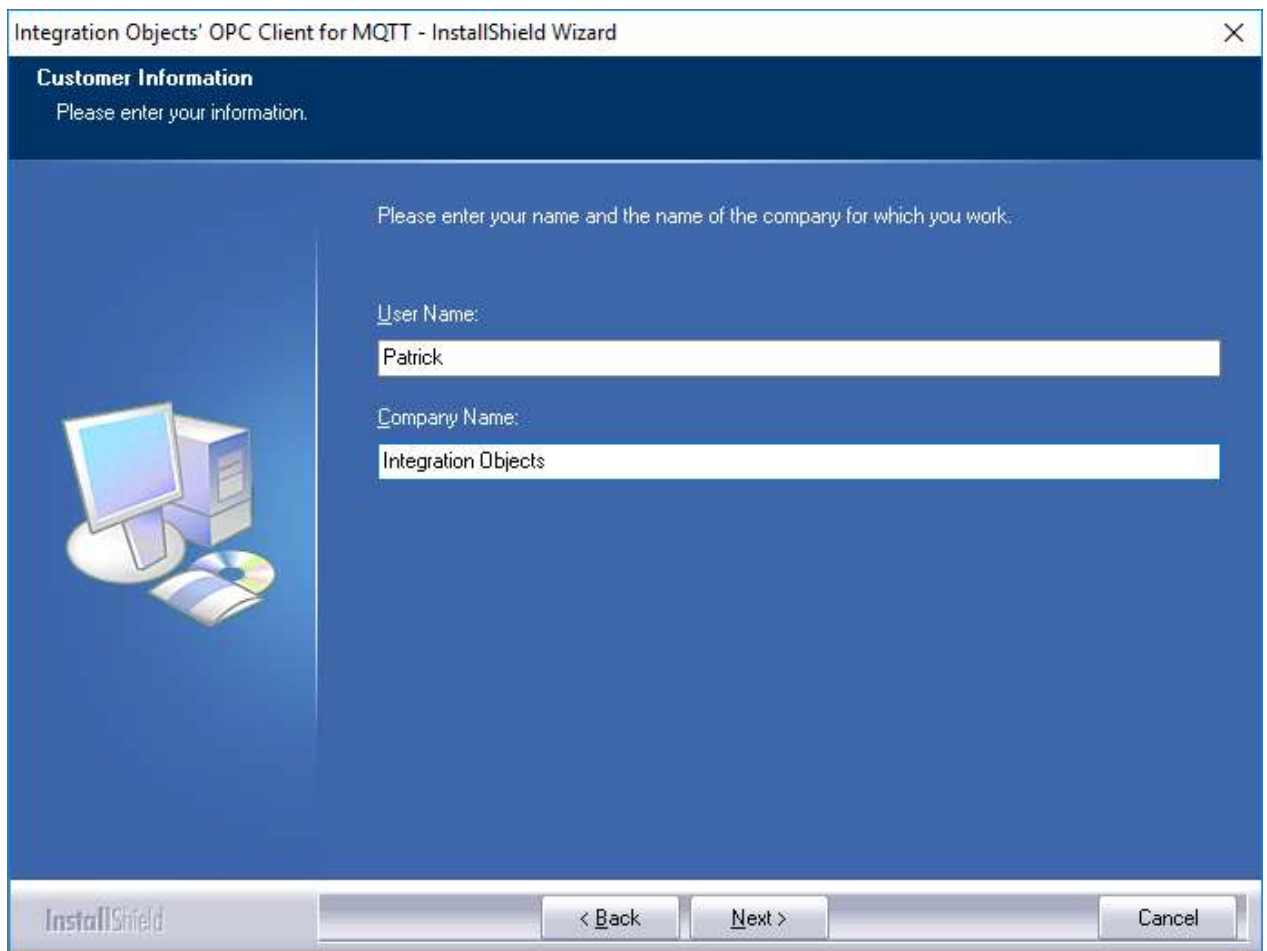 Integration Objects' OPC Client for MQTT - InstallShield Wizard
Customer Information
Please enter your information.
Please enter your name and the name of the company for which you work.
User Name:
Patrick
Company Name:
Integration Objects
InstallShield
< Back
Next >
Cancel